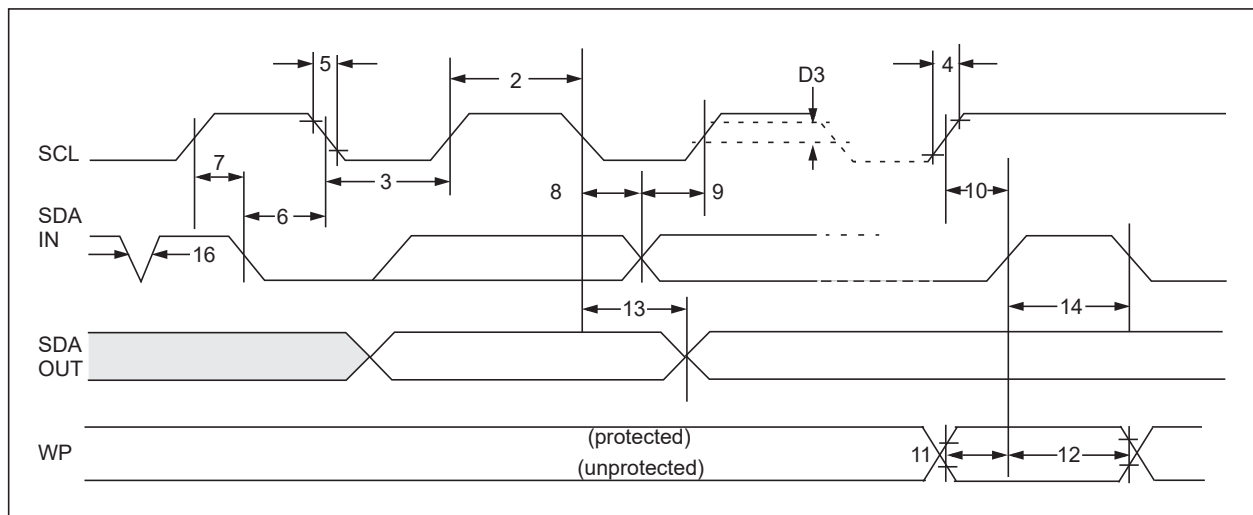 5
2
D3
4
SCL
7
3
8
9
10
6
SDA
IN
16
13
14
SDA
OUT
WP
(protected)
(unprotected)
11
12